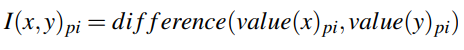 I(x,y)pi = difference(value(x)pi,value(y)pi)